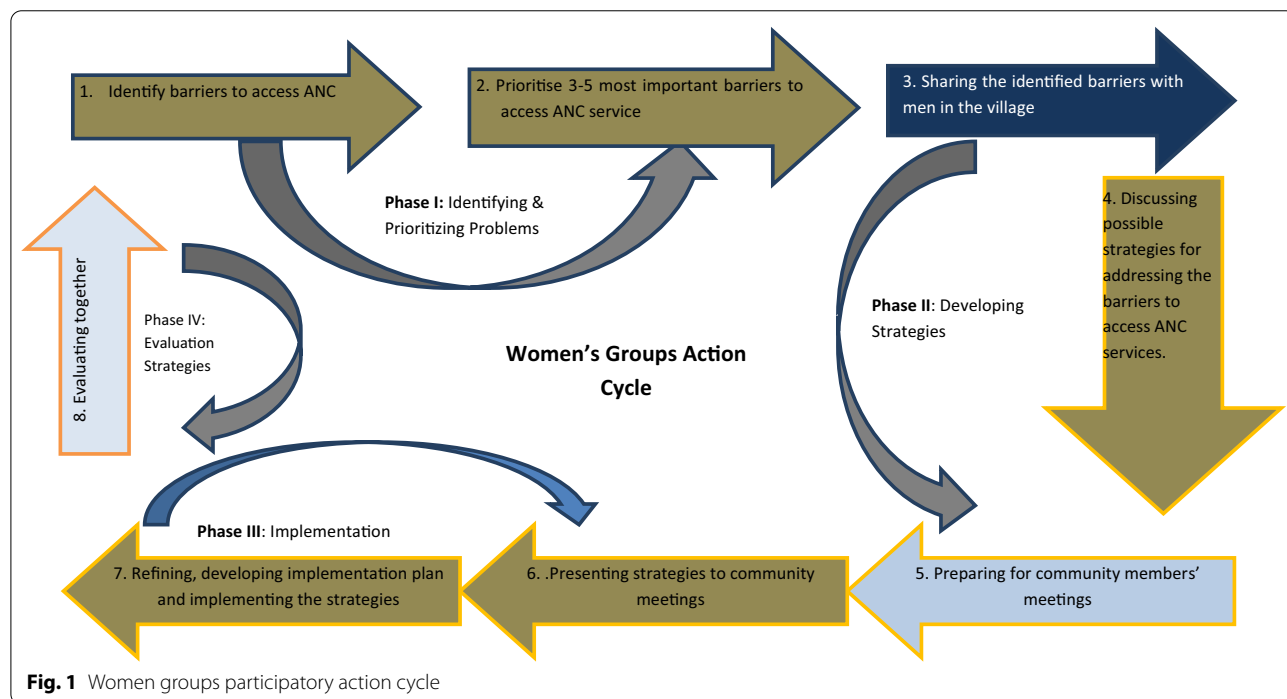 1. Identify barriers to access ANC
2. Prioritise 3-5 most important barriers to
access ANC service
3. Sharing the identified barriers with
men in the village
Phase I: Identifying &
Prioritizing Problems
4. Discussing
possible
strategies for
addressing the
barriers to
access ANC
services.
8. Evaluating together
Phase IV:
Evaluation
Strategies
Women's Groups Action
Cycle
Phase II: Developing
Strategies
Phase III: Implementation
7. Refining, developing implementation plan
and implementing the strategies
6. .Presenting strategies to community
meetings
5. Preparing for community members'
meetings
Fig. 1 Women groups participatory action cycle